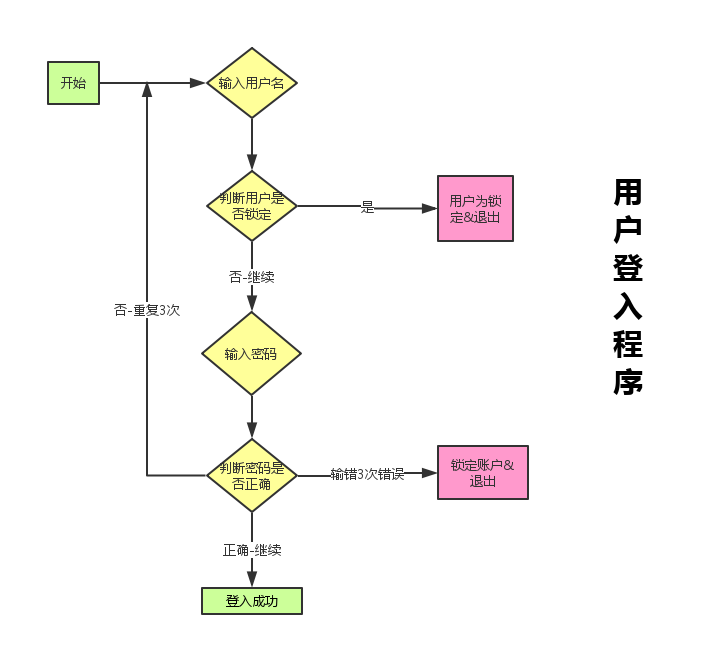 开始
输入用户名
判断用户是
否锁定
是
用户为锁
定&退出
否-继续
否-重复3次
输入密码
判断密码是
否正确
输错3次错误
锁定账户&
退出
正确-继续
登入成功
用
户
登
入
程
序